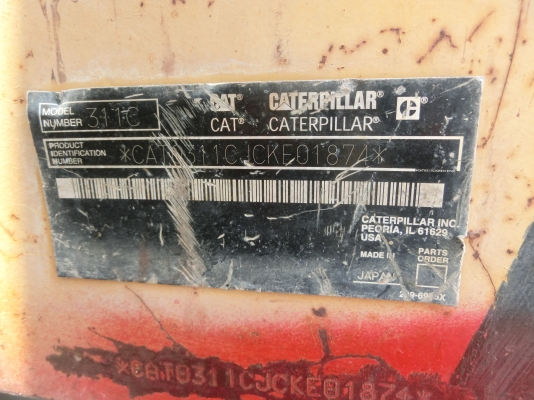 MODEL NUMBER 311C
CAT® CATERPILLAR®
CAT® CATERPILLAR®
PRODUCT IDENTIFICATION NUMBER *CAT0311CJCKE01874*
CATERPILLAR INC.
PEORIA, IL 61629
USA
MADE IN JAPAN
PARTS ORDER
*CAT0311CJCKE01874*